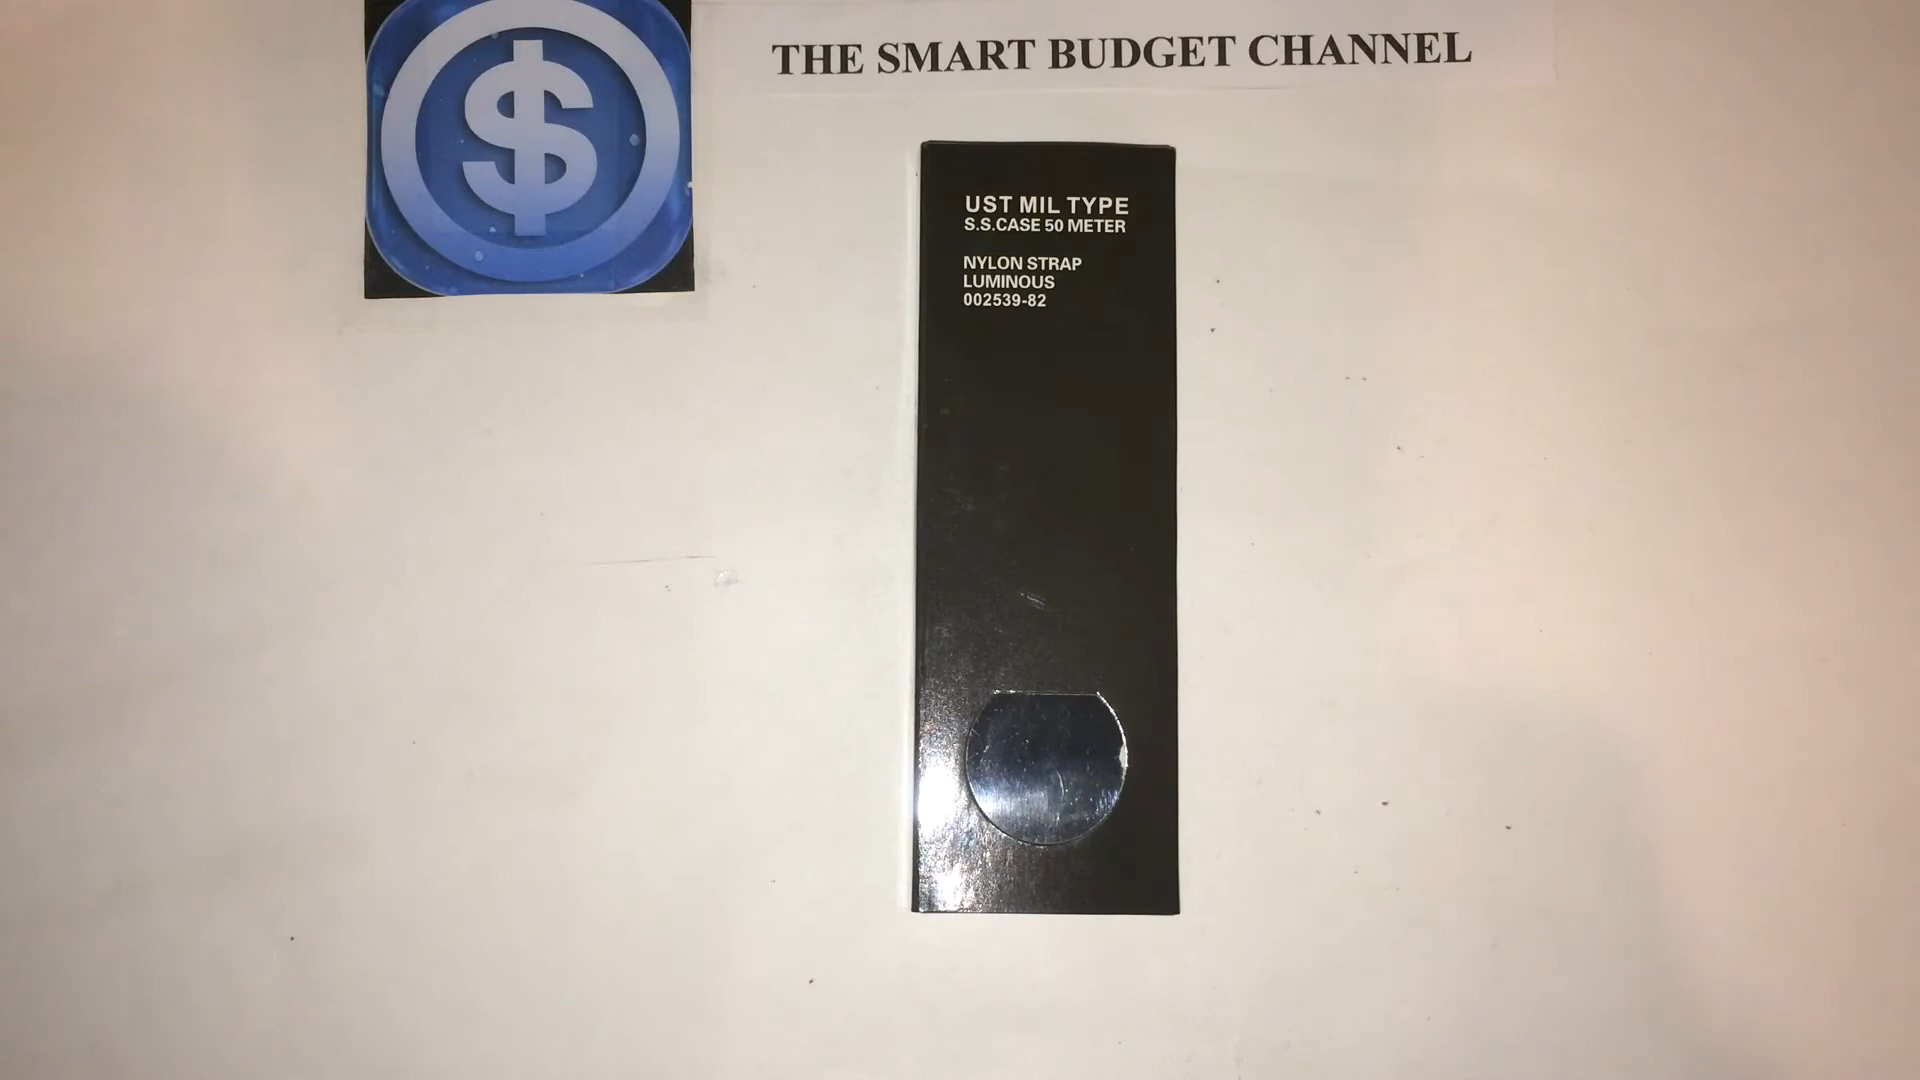 $
THE SMART BUDGET CHANNEL
UST MIL TYPE
S.S.CASE 50 METER
NYLON STRAP
LUMINOUS
002539-82